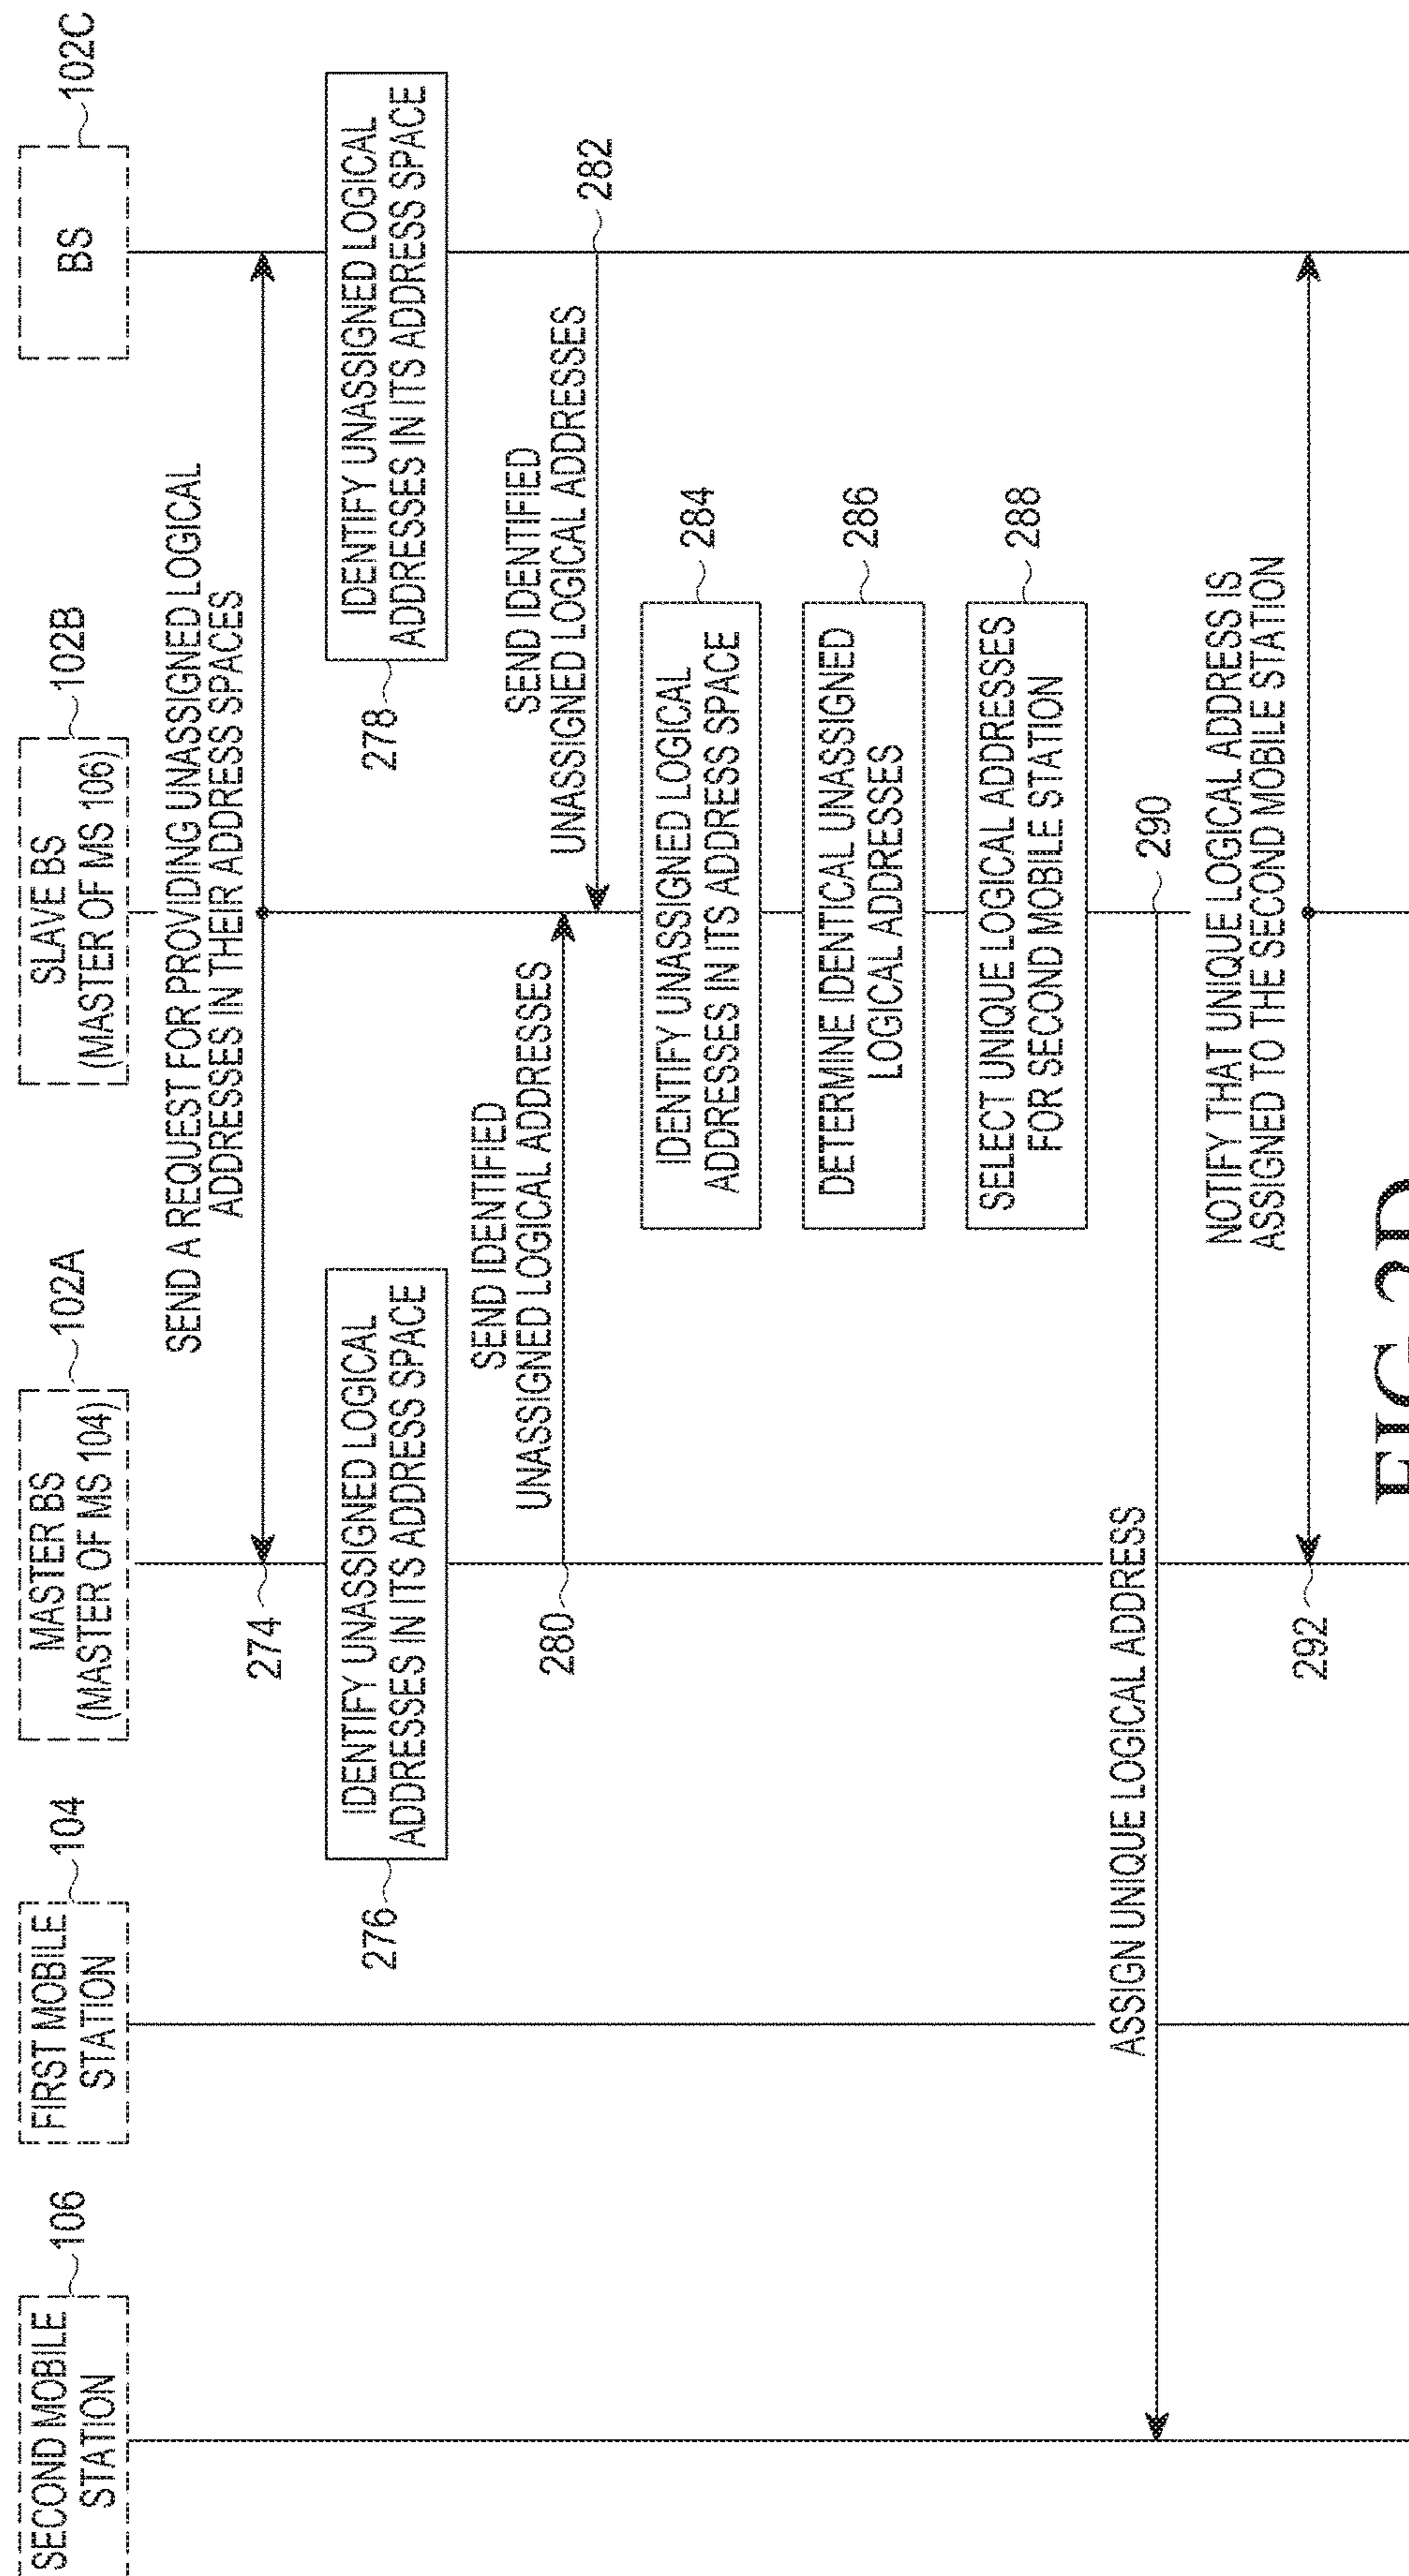 SECOND MOBILE
STATION
106
FIRST MOBILE
STATION
104
MASTER BS
(MASTER OF MS 104)
102A
SLAVE BS
(MASTER OF MS 106)
102B
BS
102C
SEND A REQUEST FOR PROVIDING UNASSIGNED LOGICAL
ADDRESSES IN THEIR ADDRESS SPACES
274
276
IDENTIFY UNASSIGNED LOGICAL
ADDRESSES IN ITS ADDRESS SPACE
278
IDENTIFY UNASSIGNED LOGICAL
ADDRESSES IN ITS ADDRESS SPACE
SEND IDENTIFIED
UNASSIGNED LOGICAL ADDRESSES
280
SEND IDENTIFIED
UNASSIGNED LOGICAL ADDRESSES
282
IDENTIFY UNASSIGNED LOGICAL
ADDRESSES IN ITS ADDRESS SPACE
284
DETERMINE IDENTICAL UNASSIGNED
LOGICAL ADDRESSES
286
SELECT UNIQUE LOGICAL ADDRESSES
FOR SECOND MOBILE STATION
288
ASSIGN UNIQUE LOGICAL ADDRESS
290
NOTIFY THAT UNIQUE LOGICAL ADDRESS IS
ASSIGNED TO THE SECOND MOBILE STATION
292